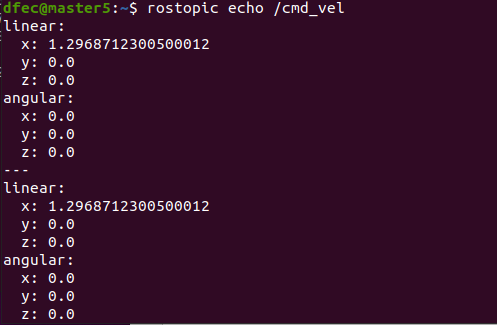 dfec@master5:~$ rostopic echo /cmd_vel
linear:
  x: 1.2968712300500012
  y: 0.0
  z: 0.0
angular:
  x: 0.0
  y: 0.0
  z: 0.0
---
linear:
  x: 1.2968712300500012
  y: 0.0
  z: 0.0
angular:
  x: 0.0
  y: 0.0
  z: 0.0